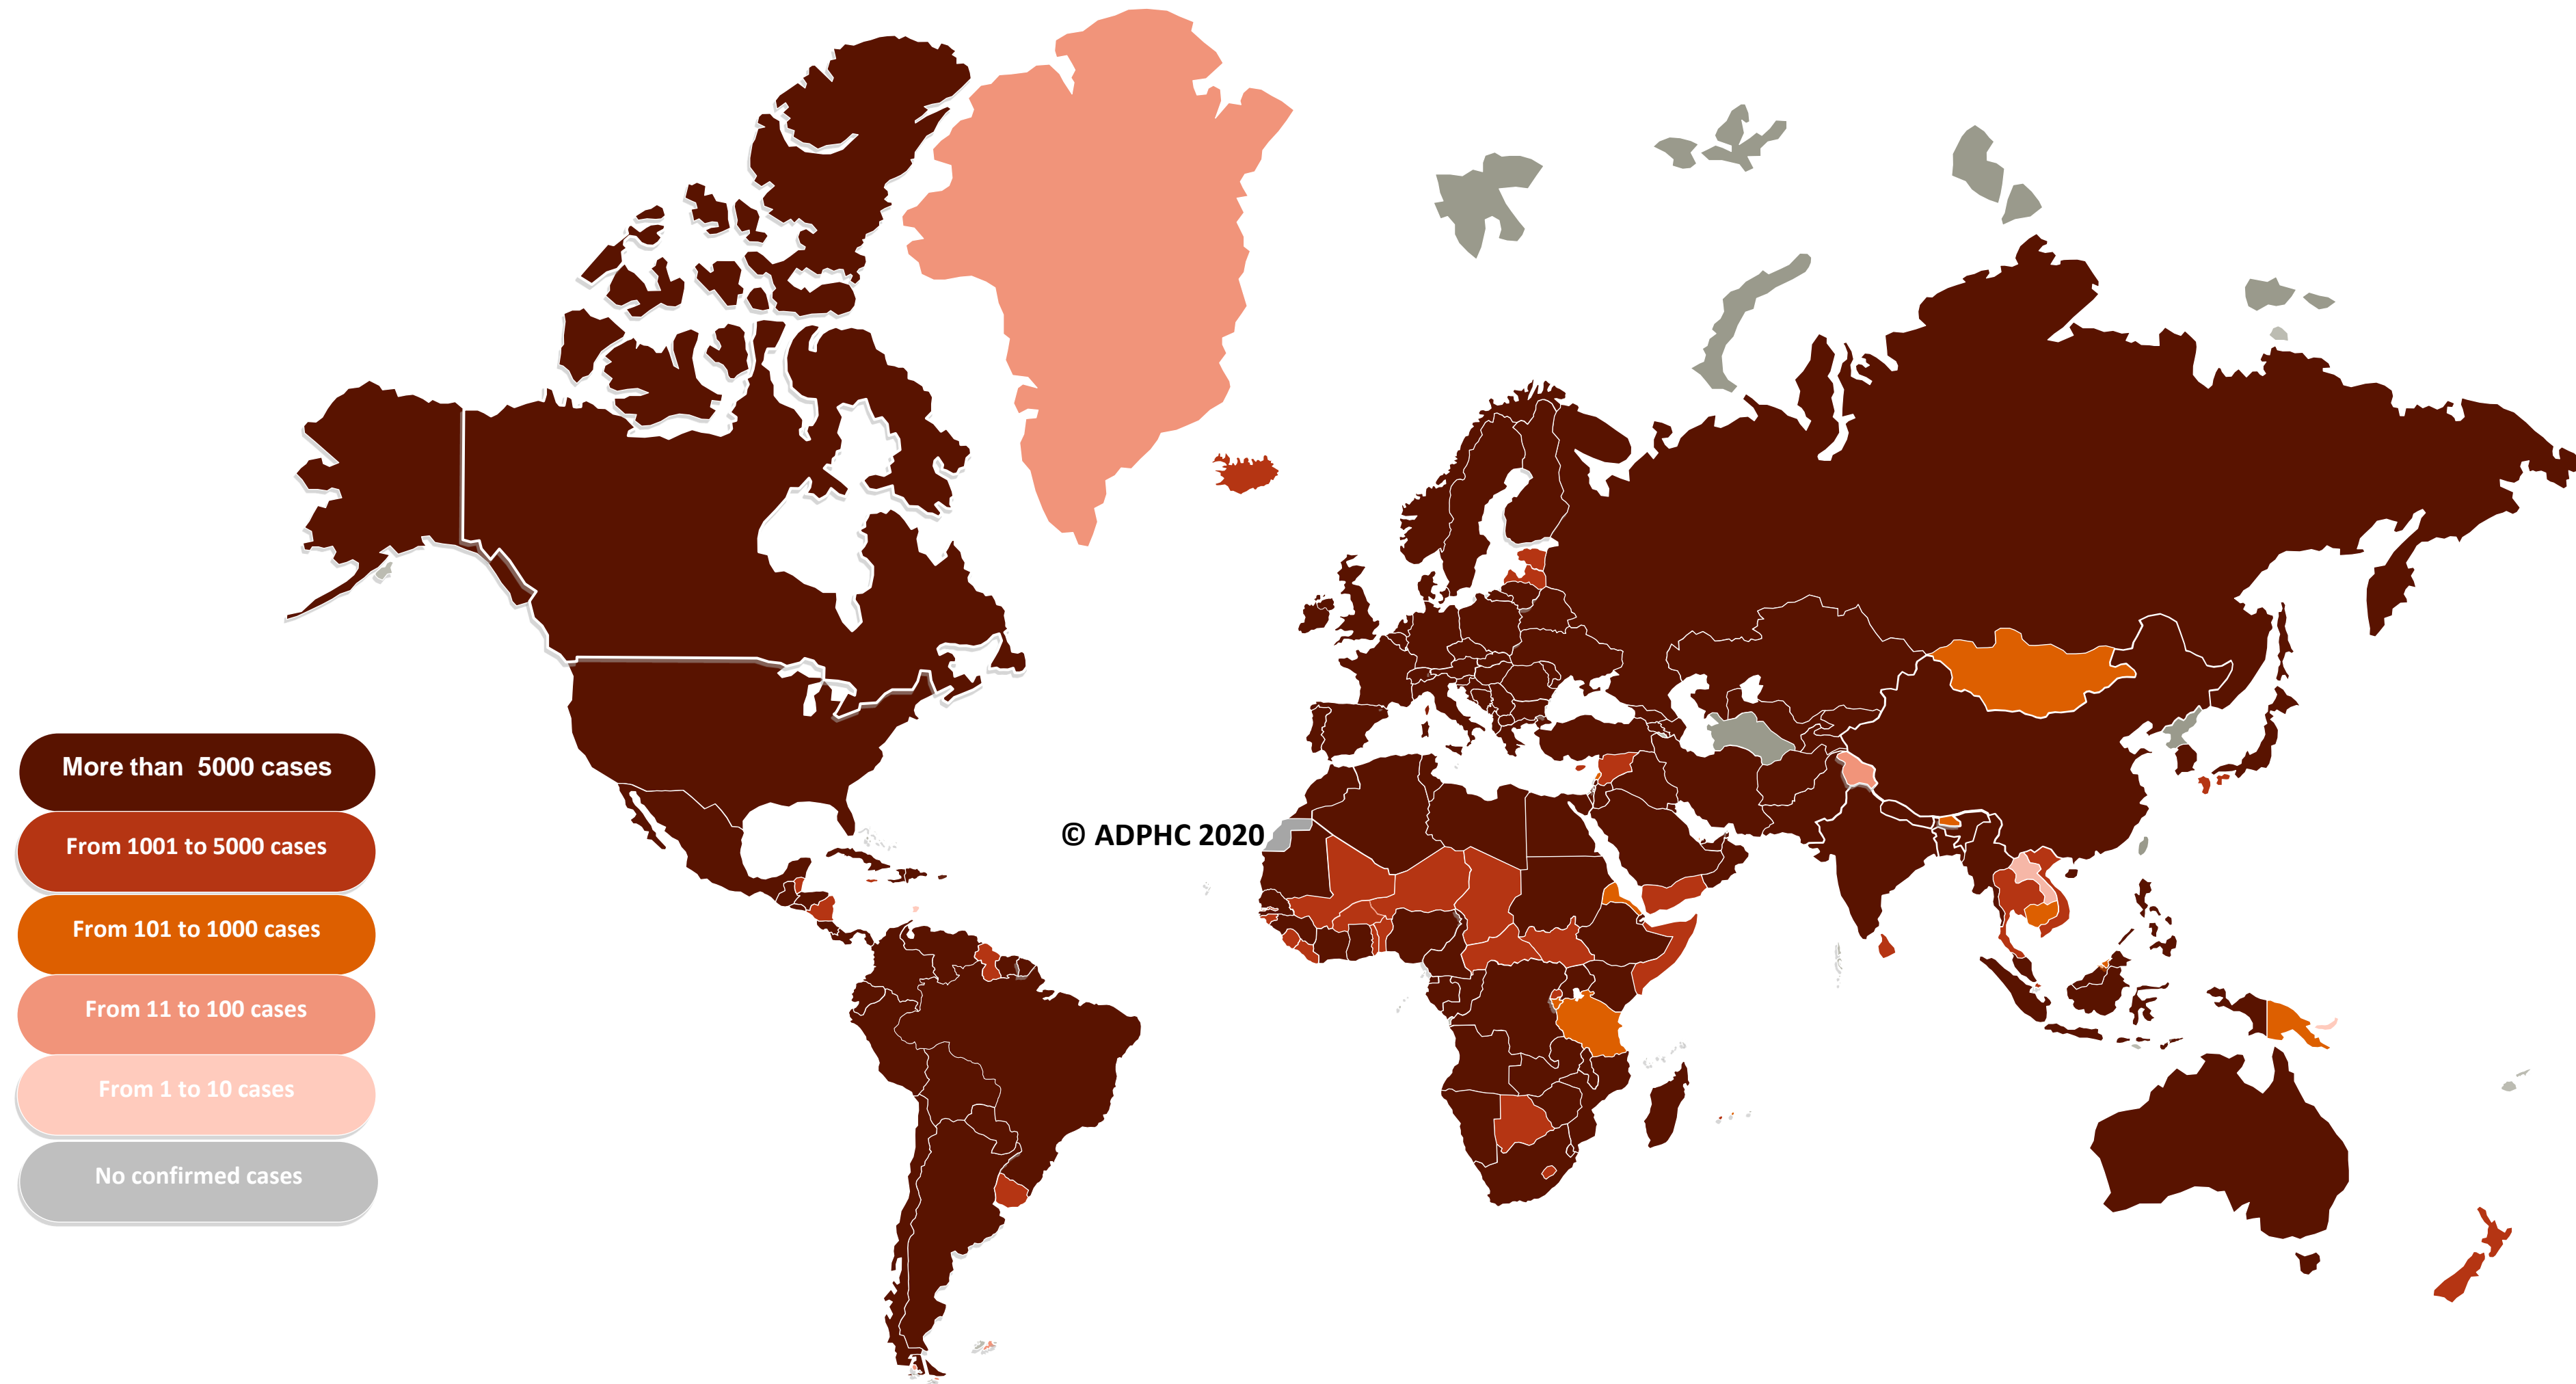 More than  5000 cases
© ADPHC 2020
From 1001 to 5000 cases
From 101 to 1000 cases
From 11 to 100 cases
From 1 to 10 cases
No confirmed cases